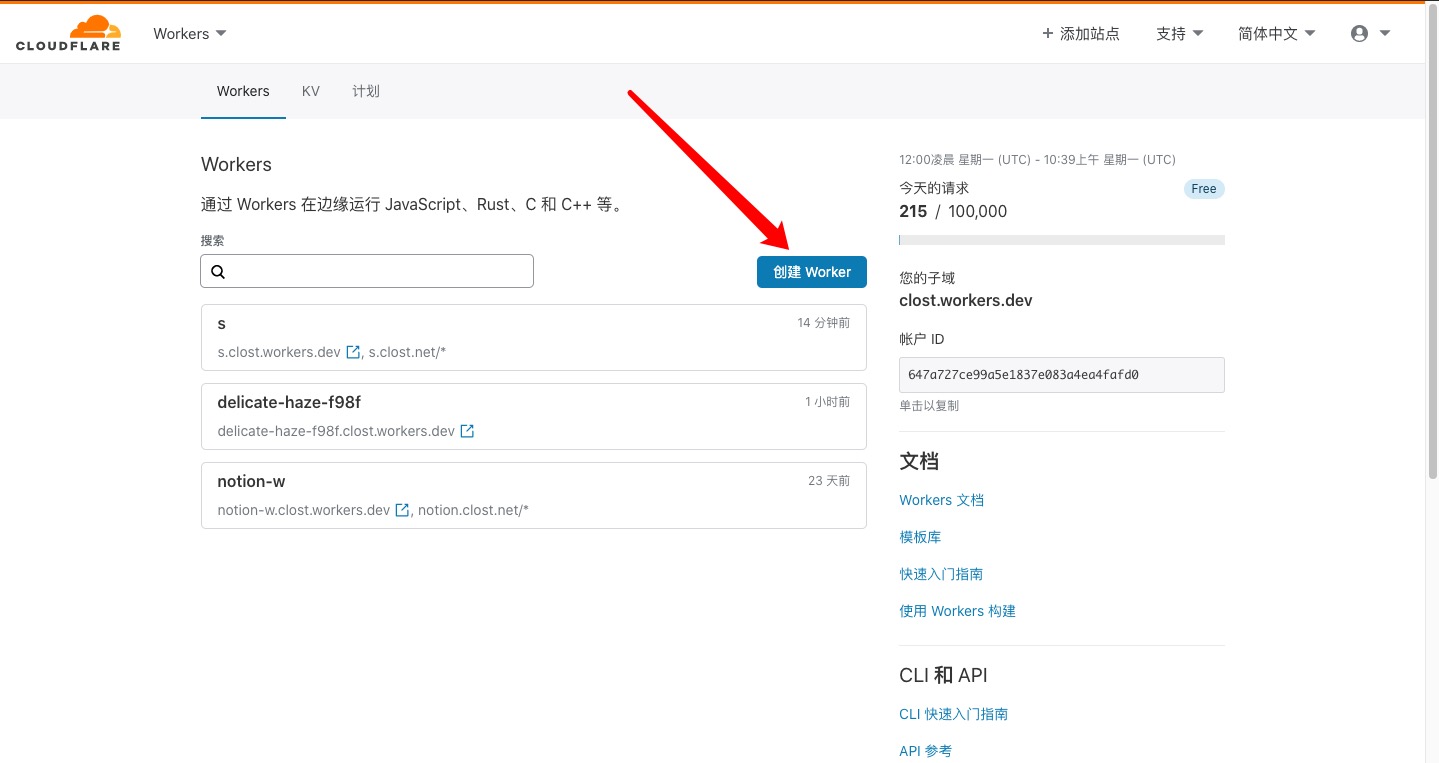 CLOUDFLARE
Workers
添加站点
支持
简体中文
Workers
KV
计划
Workers
通过 Workers 在边缘运行 JavaScript、Rust、C 和 C++ 等。
搜索
创建 Worker
s
14 分钟前
s.clost.workers.dev , s.clost.net/*
delicate-haze-f98f
1 小时前
delicate-haze-f98f.clost.workers.dev
notion-w
23 天前
notion-w.clost.workers.dev , notion.clost.net/*
12:00凌晨 星期一 (UTC) - 10:39上午 星期一 (UTC)
今天的请求
Free
215 / 100,000
您的子域
clost.workers.dev
帐户 ID
647a727ce99a5e1837e083a4ea4fafd0
单击以复制
文档
Workers 文档
模板库
快速入门指南
使用 Workers 构建
CLI 和 API
CLI 快速入门指南
API 参考